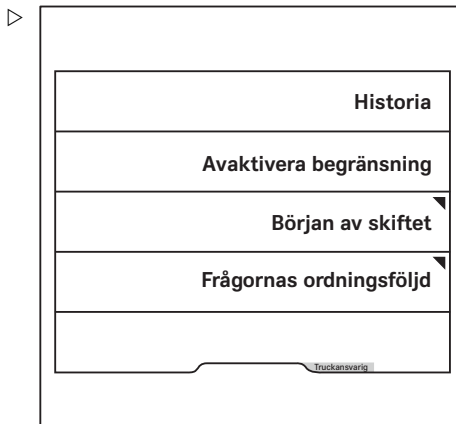 Historia
Avaktivera begränsning
Början av skiftet
Frågornas ordningsföljd
Truckansvarig